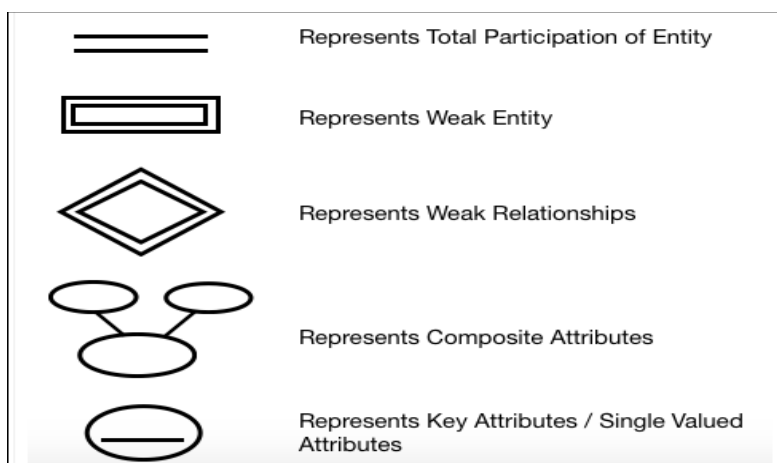 Represents Total Participation of Entity
Represents Weak Entity
Represents Weak Relationships
Represents Composite Attributes
Represents Key Attributes / Single Valued
Attributes